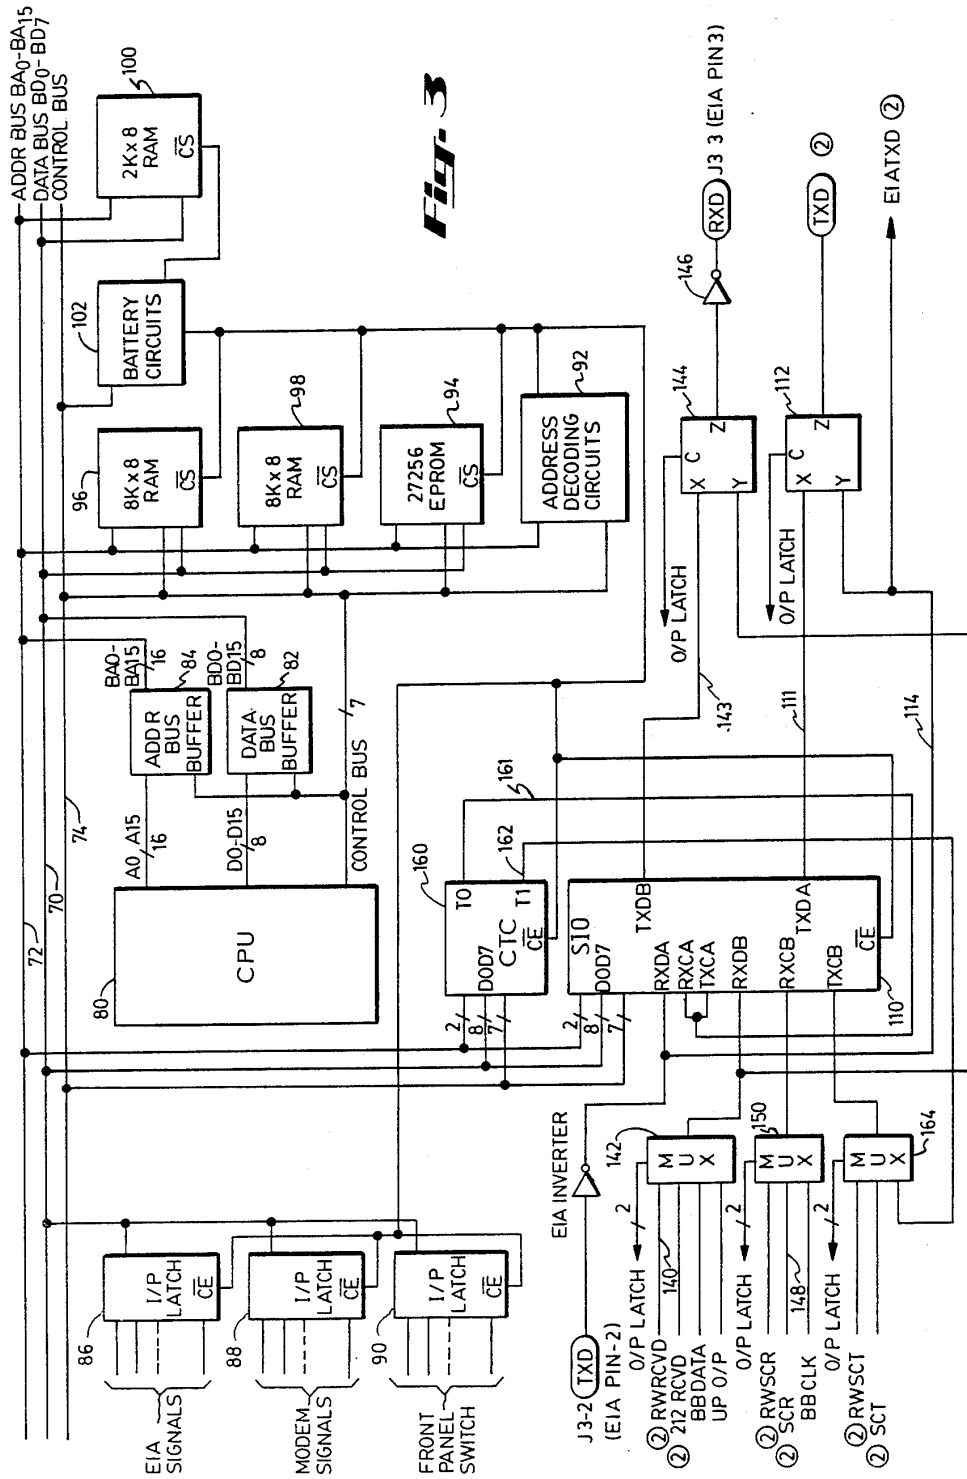 ADDR BUS BA0-BA15
DATA BUS BD0-BD7
CONTROL BUS
72
70
74
80
CPU
A0 A15
16
D0-D15
8
CONTROL BUS
7
BA0-
BA15
16
ADDR
BUS
BUFFER
84
BD0-
BD15
8
DATA
BUS
BUFFER
82
96
8K x 8
RAM
CS
8K x 8
RAM
CS
98
27256
EPROM
CS
94
ADDRESS
DECODING
CIRCUITS
92
102
BATTERY
CIRCUITS
2K x 8
RAM
CS
100
Fig. 3
86
I/P
LATCH
CE
EIA
SIGNALS
88
I/P
LATCH
CE
MODEM
SIGNALS
90
I/P
LATCH
CE
FRONT
PANEL
SWITCH
2
8
7
D0D7
CTC
CE
T0
T1
160
161
162
2
8
7
SIO
D0D7
RXDA
RXCA
TXCA
RXDB
RXCB
TXCB
TXDB
TXDA
CE
110
EIA INVERTER
J3-2 TXD
(EIA PIN-2)
O/P LATCH
2
142
M
U
X
140
② RWRCVD
② 212 RCVD
BBDATA
UP O/P
O/P LATCH
2
150
M
U
X
148
② RWSCR
② SCR
BBCLK
O/P LATCH
2
M
U
X
164
② RWSCT
② SCT
143
111
114
O/P LATCH
C
X
Y
Z
144
146
RXD J3 3 (EIA PIN3)
O/P LATCH
C
X
Y
Z
112
TXD ②
EIATXD ②